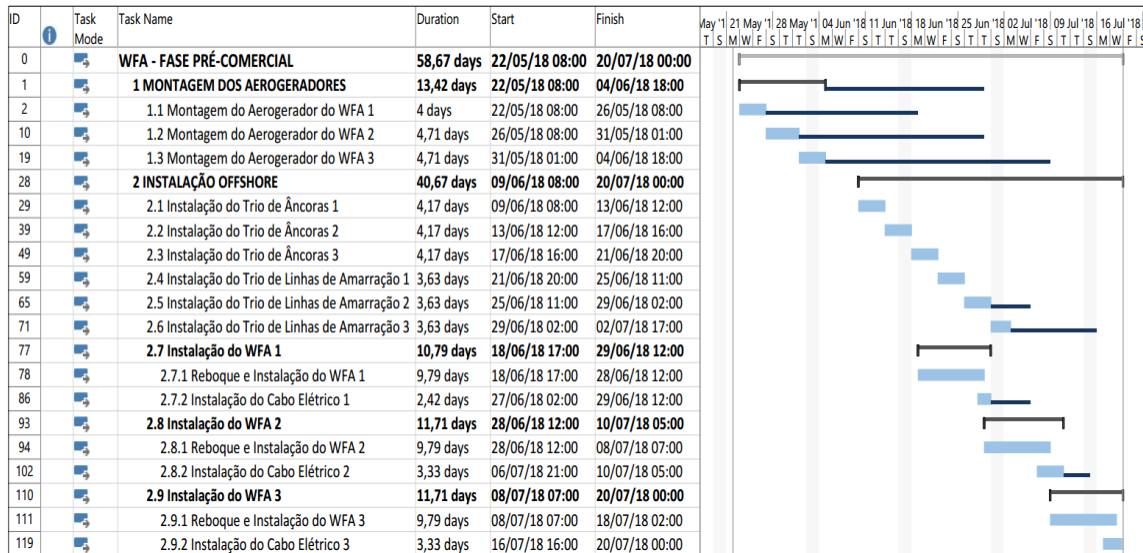 ID Task Mode Task Name Duration Start Finish
May '1 21 May '1 28 May '1 04 Jun '18 11 Jun '18 18 Jun '18 25 Jun '18 02 Jul '18 09 Jul '18 16 Jul '18
T S M W F S T T S M W F S T T S M W F S T T S M W F S T T S M W F S
0 WFA - FASE PRÉ-COMERCIAL 58,67 days 22/05/18 08:00 20/07/18 00:00
1 1 MONTAGEM DOS AEROGERADORES 13,42 days 22/05/18 08:00 04/06/18 18:00
2 1.1 Montagem do Aerogerador do WFA 1 4 days 22/05/18 08:00 26/05/18 08:00
10 1.2 Montagem do Aerogerador do WFA 2 4,71 days 26/05/18 08:00 31/05/18 01:00
19 1.3 Montagem do Aerogerador do WFA 3 4,71 days 31/05/18 01:00 04/06/18 18:00
28 2 INSTALAÇÃO OFFSHORE 40,67 days 09/06/18 08:00 20/07/18 00:00
29 2.1 Instalação do Trio de Âncoras 1 4,17 days 09/06/18 08:00 13/06/18 12:00
39 2.2 Instalação do Trio de Âncoras 2 4,17 days 13/06/18 12:00 17/06/18 16:00
49 2.3 Instalação do Trio de Âncoras 3 4,17 days 17/06/18 16:00 21/06/18 20:00
59 2.4 Instalação do Trio de Linhas de Amarração 1 3,63 days 21/06/18 20:00 25/06/18 11:00
65 2.5 Instalação do Trio de Linhas de Amarração 2 3,63 days 25/06/18 11:00 29/06/18 02:00
71 2.6 Instalação do Trio de Linhas de Amarração 3 3,63 days 29/06/18 02:00 02/07/18 17:00
77 2.7 Instalação do WFA 1 10,79 days 18/06/18 17:00 29/06/18 12:00
78 2.7.1 Reboque e Instalação do WFA 1 9,79 days 18/06/18 17:00 28/06/18 12:00
86 2.7.2 Instalação do Cabo Elétrico 1 2,42 days 27/06/18 02:00 29/06/18 12:00
93 2.8 Instalação do WFA 2 11,71 days 28/06/18 12:00 10/07/18 05:00
94 2.8.1 Reboque e Instalação do WFA 2 9,79 days 28/06/18 12:00 08/07/18 07:00
102 2.8.2 Instalação do Cabo Elétrico 2 3,33 days 06/07/18 21:00 10/07/18 05:00
110 2.9 Instalação do WFA 3 11,71 days 08/07/18 07:00 20/07/18 00:00
111 2.9.1 Reboque e Instalação do WFA 3 9,79 days 08/07/18 07:00 18/07/18 02:00
119 2.9.2 Instalação do Cabo Elétrico 3 3,33 days 16/07/18 16:00 20/07/18 00:00